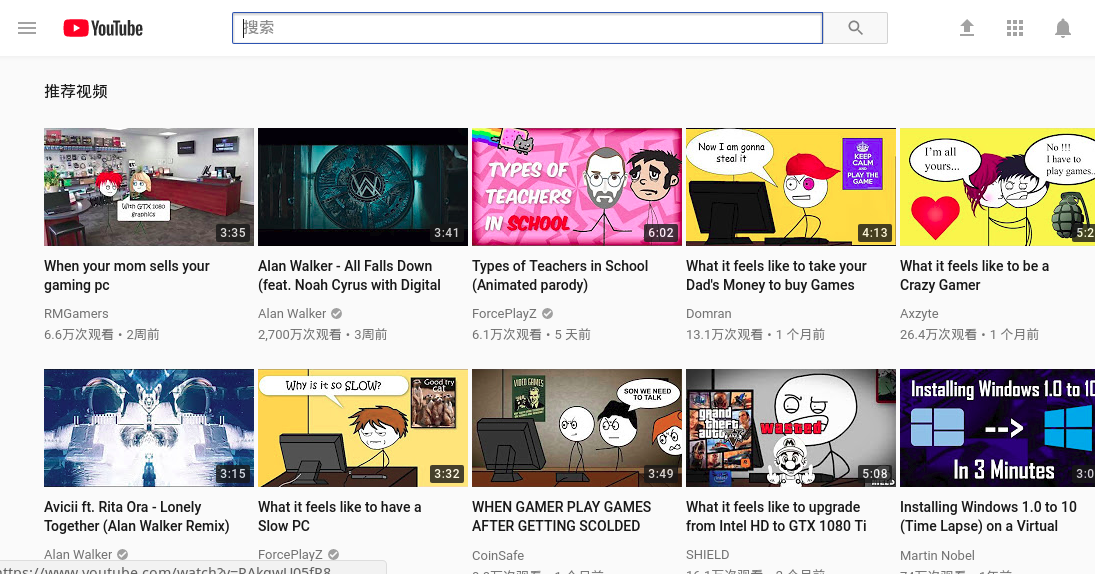 YouTube
搜索
推荐视频
With GTX 1080
graphics
3:35
3:41
TYPES OF
TEACHERS
IN SCHOOL
6:02
Now I am gonna
steal it
KEEP
CALM
AND
PLAY THE
GAME
4:13
I'm all
yours...
No !!!
I have to
play games..
5:2
When your mom sells your
gaming pc
RMGamers
6.6万次观看 • 2周前
Alan Walker - All Falls Down
(feat. Noah Cyrus with Digital
Alan Walker
2,700万次观看 • 3周前
Types of Teachers in School
(Animated parody)
ForcePlayZ
6.1万次观看 • 5 天前
What it feels like to take your
Dad's Money to buy Games
Domran
13.1万次观看 • 1 个月前
What it feels like to be a
Crazy Gamer
Axzyte
26.4万次观看 • 1 个月前
3:15
Why is it so SLOW?
Good try
cat
3:32
VIDEO GAMES
SON WE NEED
TO TALK
3:49
grand
theft
auto
wasted
5:08
Installing Windows 1.0 to 10
-->
In 3 Minutes
3:0
Avicii ft. Rita Ora - Lonely
Together (Alan Walker Remix)
Alan Walker
What it feels like to have a
Slow PC
ForcePlayZ
WHEN GAMER PLAY GAMES
AFTER GETTING SCOLDED
CoinSafe
What it feels like to upgrade
from Intel HD to GTX 1080 Ti
SHIELD
Installing Windows 1.0 to 10
(Time Lapse) on a Virtual
Martin Nobel